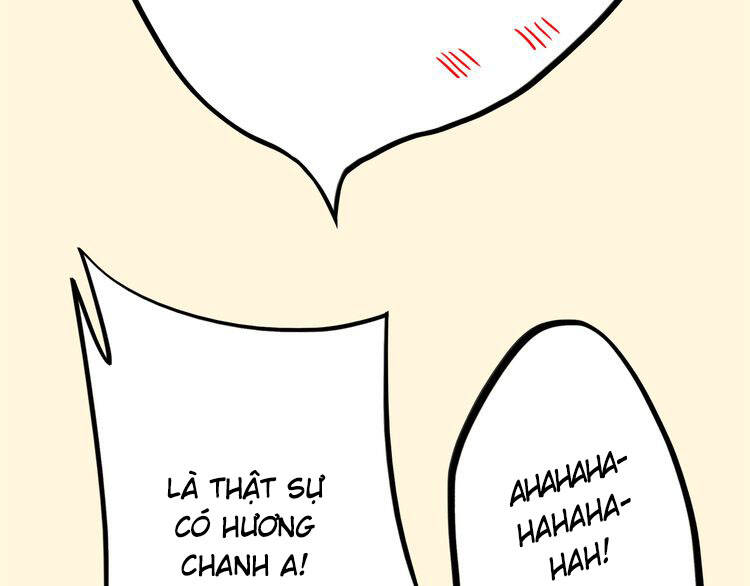 LÀ THẬT SỰ
CÓ HƯƠNG
CHANH A!
AHAHAHA-
HAHAHA-
HAH!